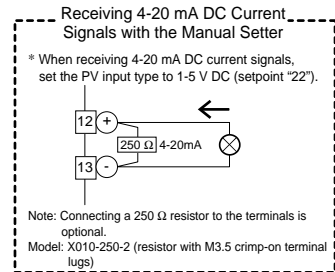 Receiving 4-20 mA DC Current
Signals with the Manual Setter
* When receiving 4-20 mA DC current signals,
set the PV input type to 1-5 V DC (setpoint “22”).
12 +
250 Ω 4-20mA
13 -
Note: Connecting a 250 Ω resistor to the terminals is
optional.
Model: X010-250-2 (resistor with M3.5 crimp-on terminal
lugs)